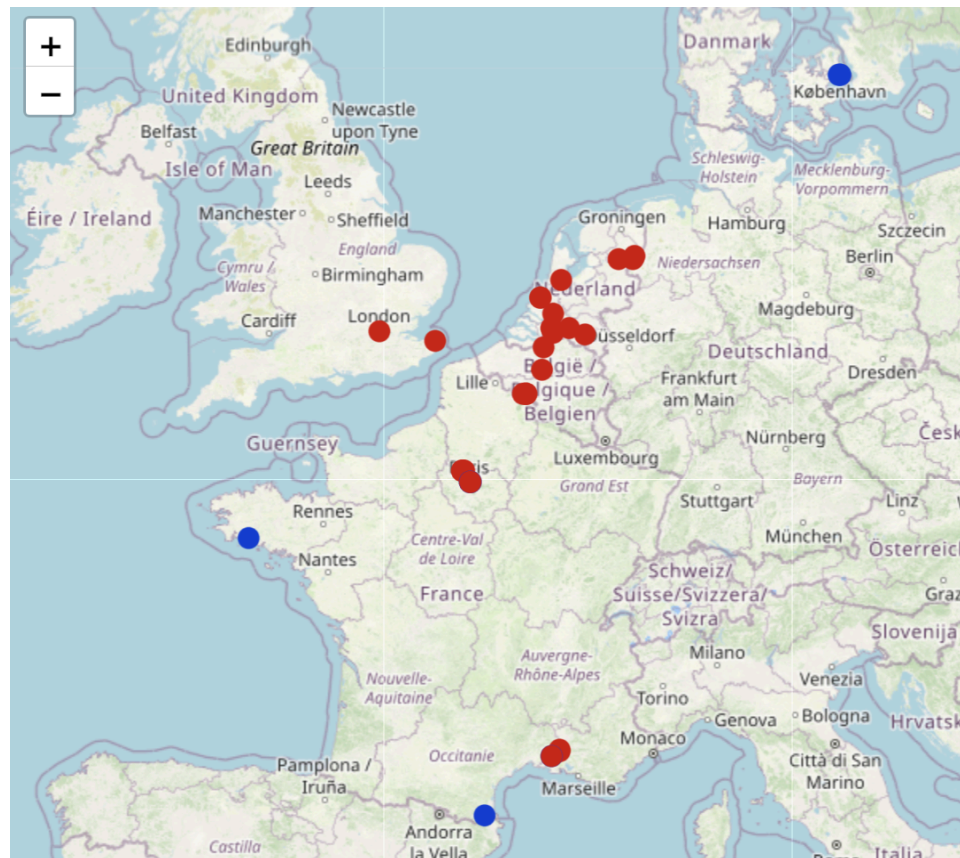 +
Edinburgh
Danmark
−
København
United Kingdom
Newcastle
upon Tyne
Belfast
Great Britain
Isle of Man
Schleswig-
Holstein
Mecklenburg-
Vorpommern
Leeds
Manchester
Sheffield
Éire / Ireland
Groningen
Hamburg
Szczecin
England
Cymru /
Wales
Birmingham
Niedersachsen
Berlin
Nederland
Magdeburg
London
Cardiff
üsseldorf
Deutschland
België /
Belgique /
Belgien
Lille
Dresden
Frankfurt
am Main
Guernsey
Nürnberg
Česk
Luxembourg
Paris
Grand Est
Bayern
Rennes
Stuttgart
Linz
Centre-Val
de Loire
München
Nantes
Österreich
France
Schweiz/
Suisse/Svizzera/
Svizra
Graz
Slovenija
Auvergne-
Rhône-Alpes
Milano
Nouvelle-
Aquitaine
Venezia
Torino
Genova
Bologna
Hrvatsk
Occitanie
Monaco
Pamplona /
Iruña
Città di San
Marino
Marseille
Andorra
la Vella
Castilla
Italia